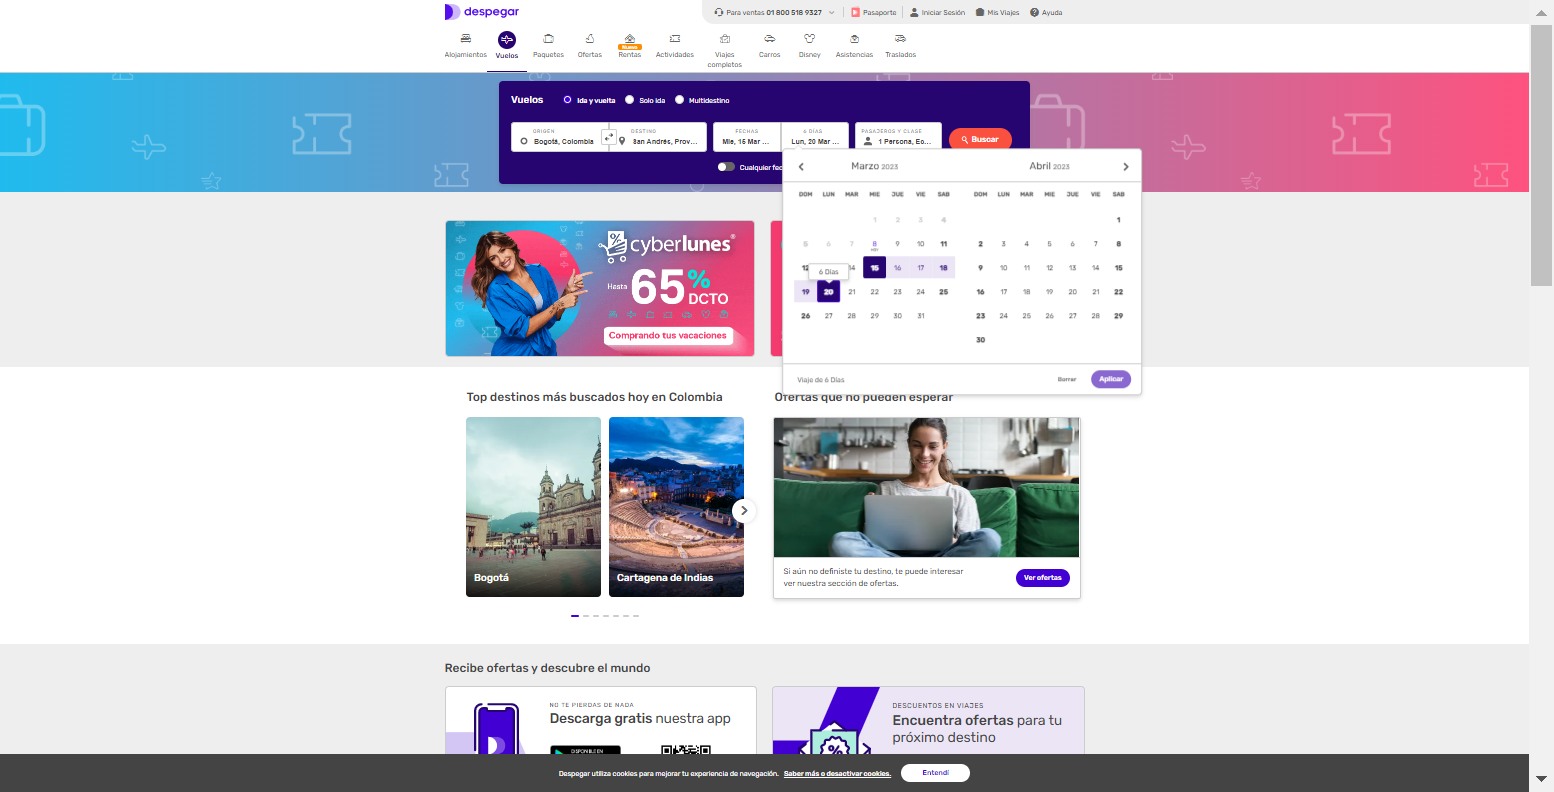 despegar
Para ventas 01 800 518 9327
Pasaporte
Iniciar Sesión
Mis Viajes
Ayuda
Alojamientos
Vuelos
Paquetes
Ofertas
Nuevo
Rentas
Actividades
Viajes
completos
Carros
Disney
Asistencias
Traslados
Vuelos
Ida y vuelta
Solo ida
Multidestino
ORIGEN
Bogotá, Colombia
DESTINO
San Andrés, Prov...
FECHAS
Mie, 15 Mar ...
6 DÍAS
Lun, 20 Mar ...
PASAJEROS Y CLASE
1 Persona, Ec...
Buscar
Cualquier fec
Marzo 2023
DOM LUN MAR MIE JUE VIE SAB
1 2 3 4
5 6 7 8 9 10 11
HOY
12 14 15 16 17 18
6 Días
19 20 21 22 23 24 25
26 27 28 29 30 31
Abril 2023
DOM LUN MAR MIE JUE VIE SAB
1
2 3 4 5 6 7 8
9 10 11 12 13 14 15
16 17 18 19 20 21 22
23 24 25 26 27 28 29
30
Viaje de 6 Días
Borrar
Aplicar
cyberlunes®
Hasta 65% DCTO
Comprando tus vacaciones
Top destinos más buscados hoy en Colombia
Bogotá
Cartagena de Indias
Ofertas que no pueden esperar
Si aún no definiste tu destino, te puede interesar
ver nuestra sección de ofertas.
Ver ofertas
Recibe ofertas y descubre el mundo
NO TE PIERDAS DE NADA
Descarga gratis nuestra app
DISPONIBLE EN
DESCUENTOS EN VIAJES
Encuentra ofertas para tu
próximo destino
Despegar utiliza cookies para mejorar tu experiencia de navegación. Saber más o desactivar cookies.
Entendí